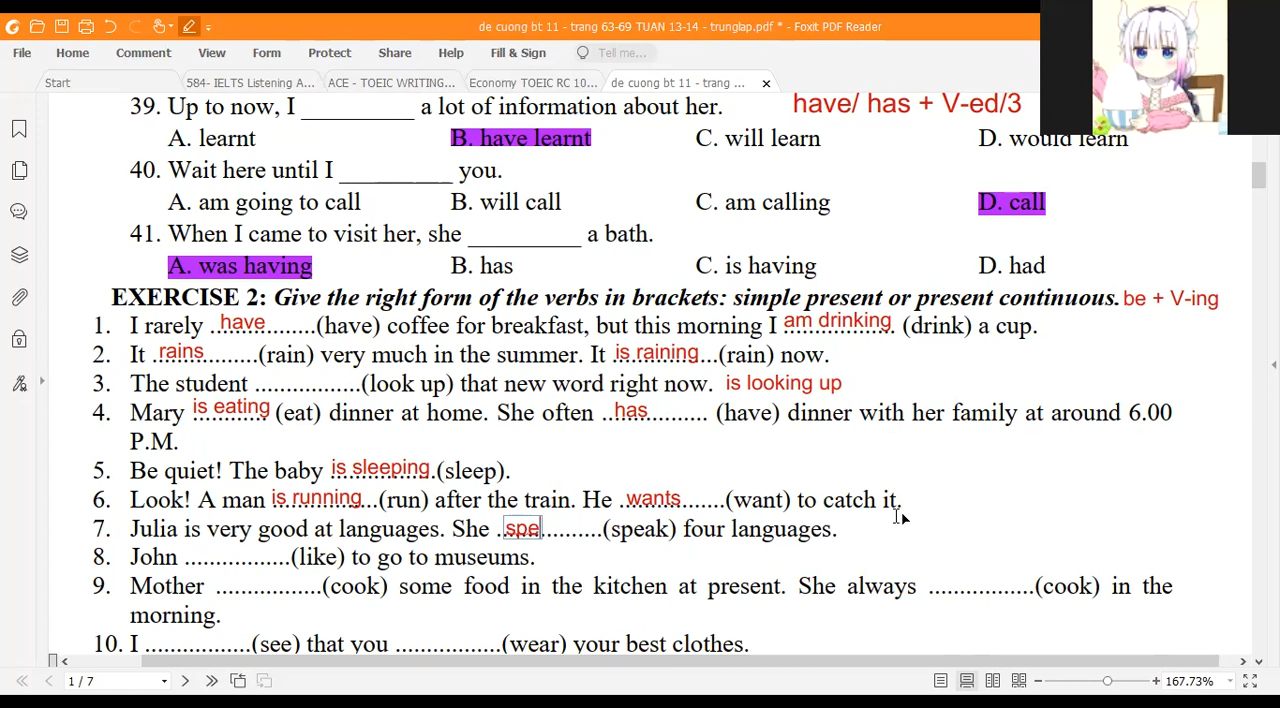 de cuong bt 11 - trang 63-69 TUAN 13-14 - trunglap.pdf * - Foxit PDF Reader
File Home Comment View Form Protect Share Help Fill & Sign Tell me...
Start 584- IELTS Listening A... ACE - TOEIC WRITING... Economy TOEIC RC 10... de cuong bt 11 - trang ...
39. Up to now, I _________ a lot of information about her. have/ has + V-ed/3
A. learnt B. have learnt C. will learn D. would learn
40. Wait here until I _________ you.
A. am going to call B. will call C. am calling D. call
41. When I came to visit her, she _________ a bath.
A. was having B. has C. is having D. had
EXERCISE 2: Give the right form of the verbs in brackets: simple present or present continuous. be + V-ing
1. I rarely ..have........(have) coffee for breakfast, but this morning I am drinking (drink) a cup.
2. It rains........(rain) very much in the summer. It is raining...(rain) now.
3. The student .................(look up) that new word right now. is looking up
4. Mary is eating (eat) dinner at home. She often ..has......... (have) dinner with her family at around 6.00
P.M.
5. Be quiet! The baby is sleeping.(sleep).
6. Look! A man is running...(run) after the train. He .wants.......(want) to catch it.
7. Julia is very good at languages. She ..spe..........(speak) four languages.
8. John .................(like) to go to museums.
9. Mother .................(cook) some food in the kitchen at present. She always .................(cook) in the
morning.
10. I .................(see) that you .................(wear) your best clothes.
1 / 7 167.73%